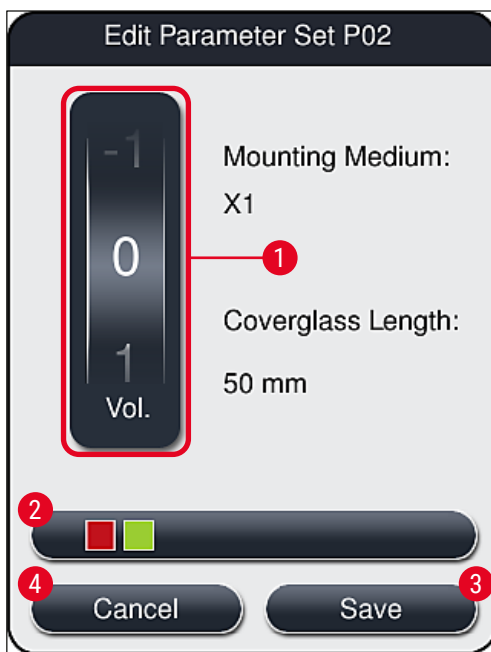 Edit Parameter Set P02
-1
0
1
Vol.
1
Mounting Medium:
X1
Coverglass Length:
50 mm
2
4
3
Cancel
Save